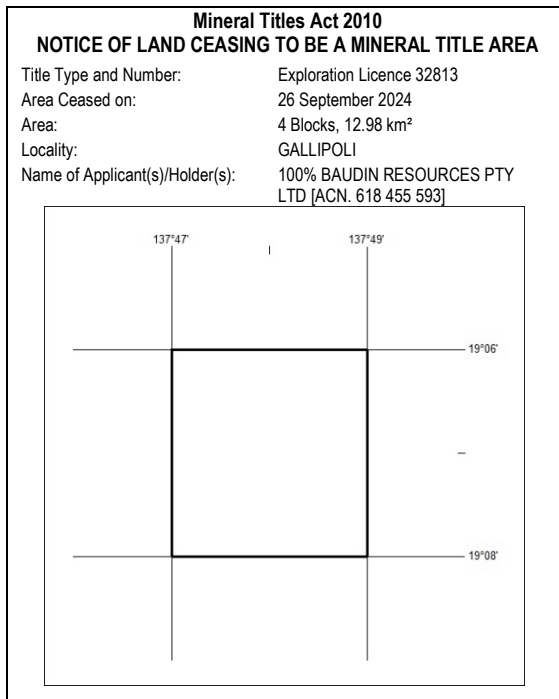 Mineral Titles Act 2010
NOTICE OF LAND CEASING TO BE A MINERAL TITLE AREA
Title Type and Number: Exploration Licence 32813
Area Ceased on: 26 September 2024
Area: 4 Blocks, 12.98 km²
Locality: GALLIPOLI
Name of Applicant(s)/Holder(s): 100% BAUDIN RESOURCES PTY
LTD [ACN. 618 455 593]
137°47' 137°49'
19°06'
19°08'